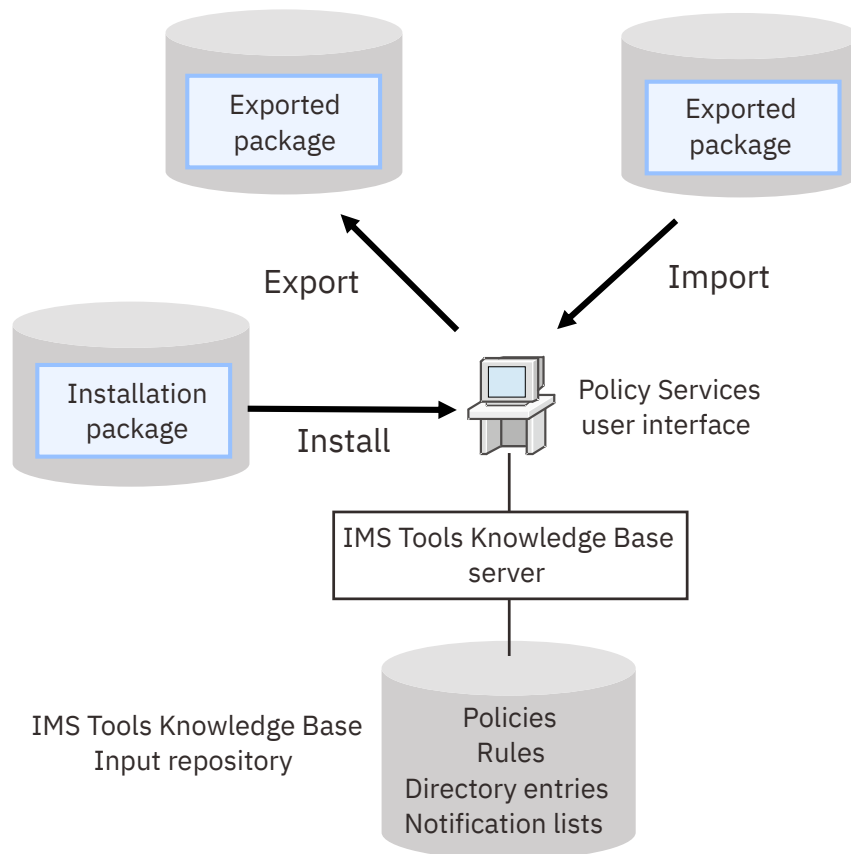 Exported
package
Exported
package
Export
Import
Installation
package
Install
Policy Services
user interface
IMS Tools Knowledge Base
server
IMS Tools Knowledge Base
Input repository
Policies
Rules
Directory entries
Notification lists